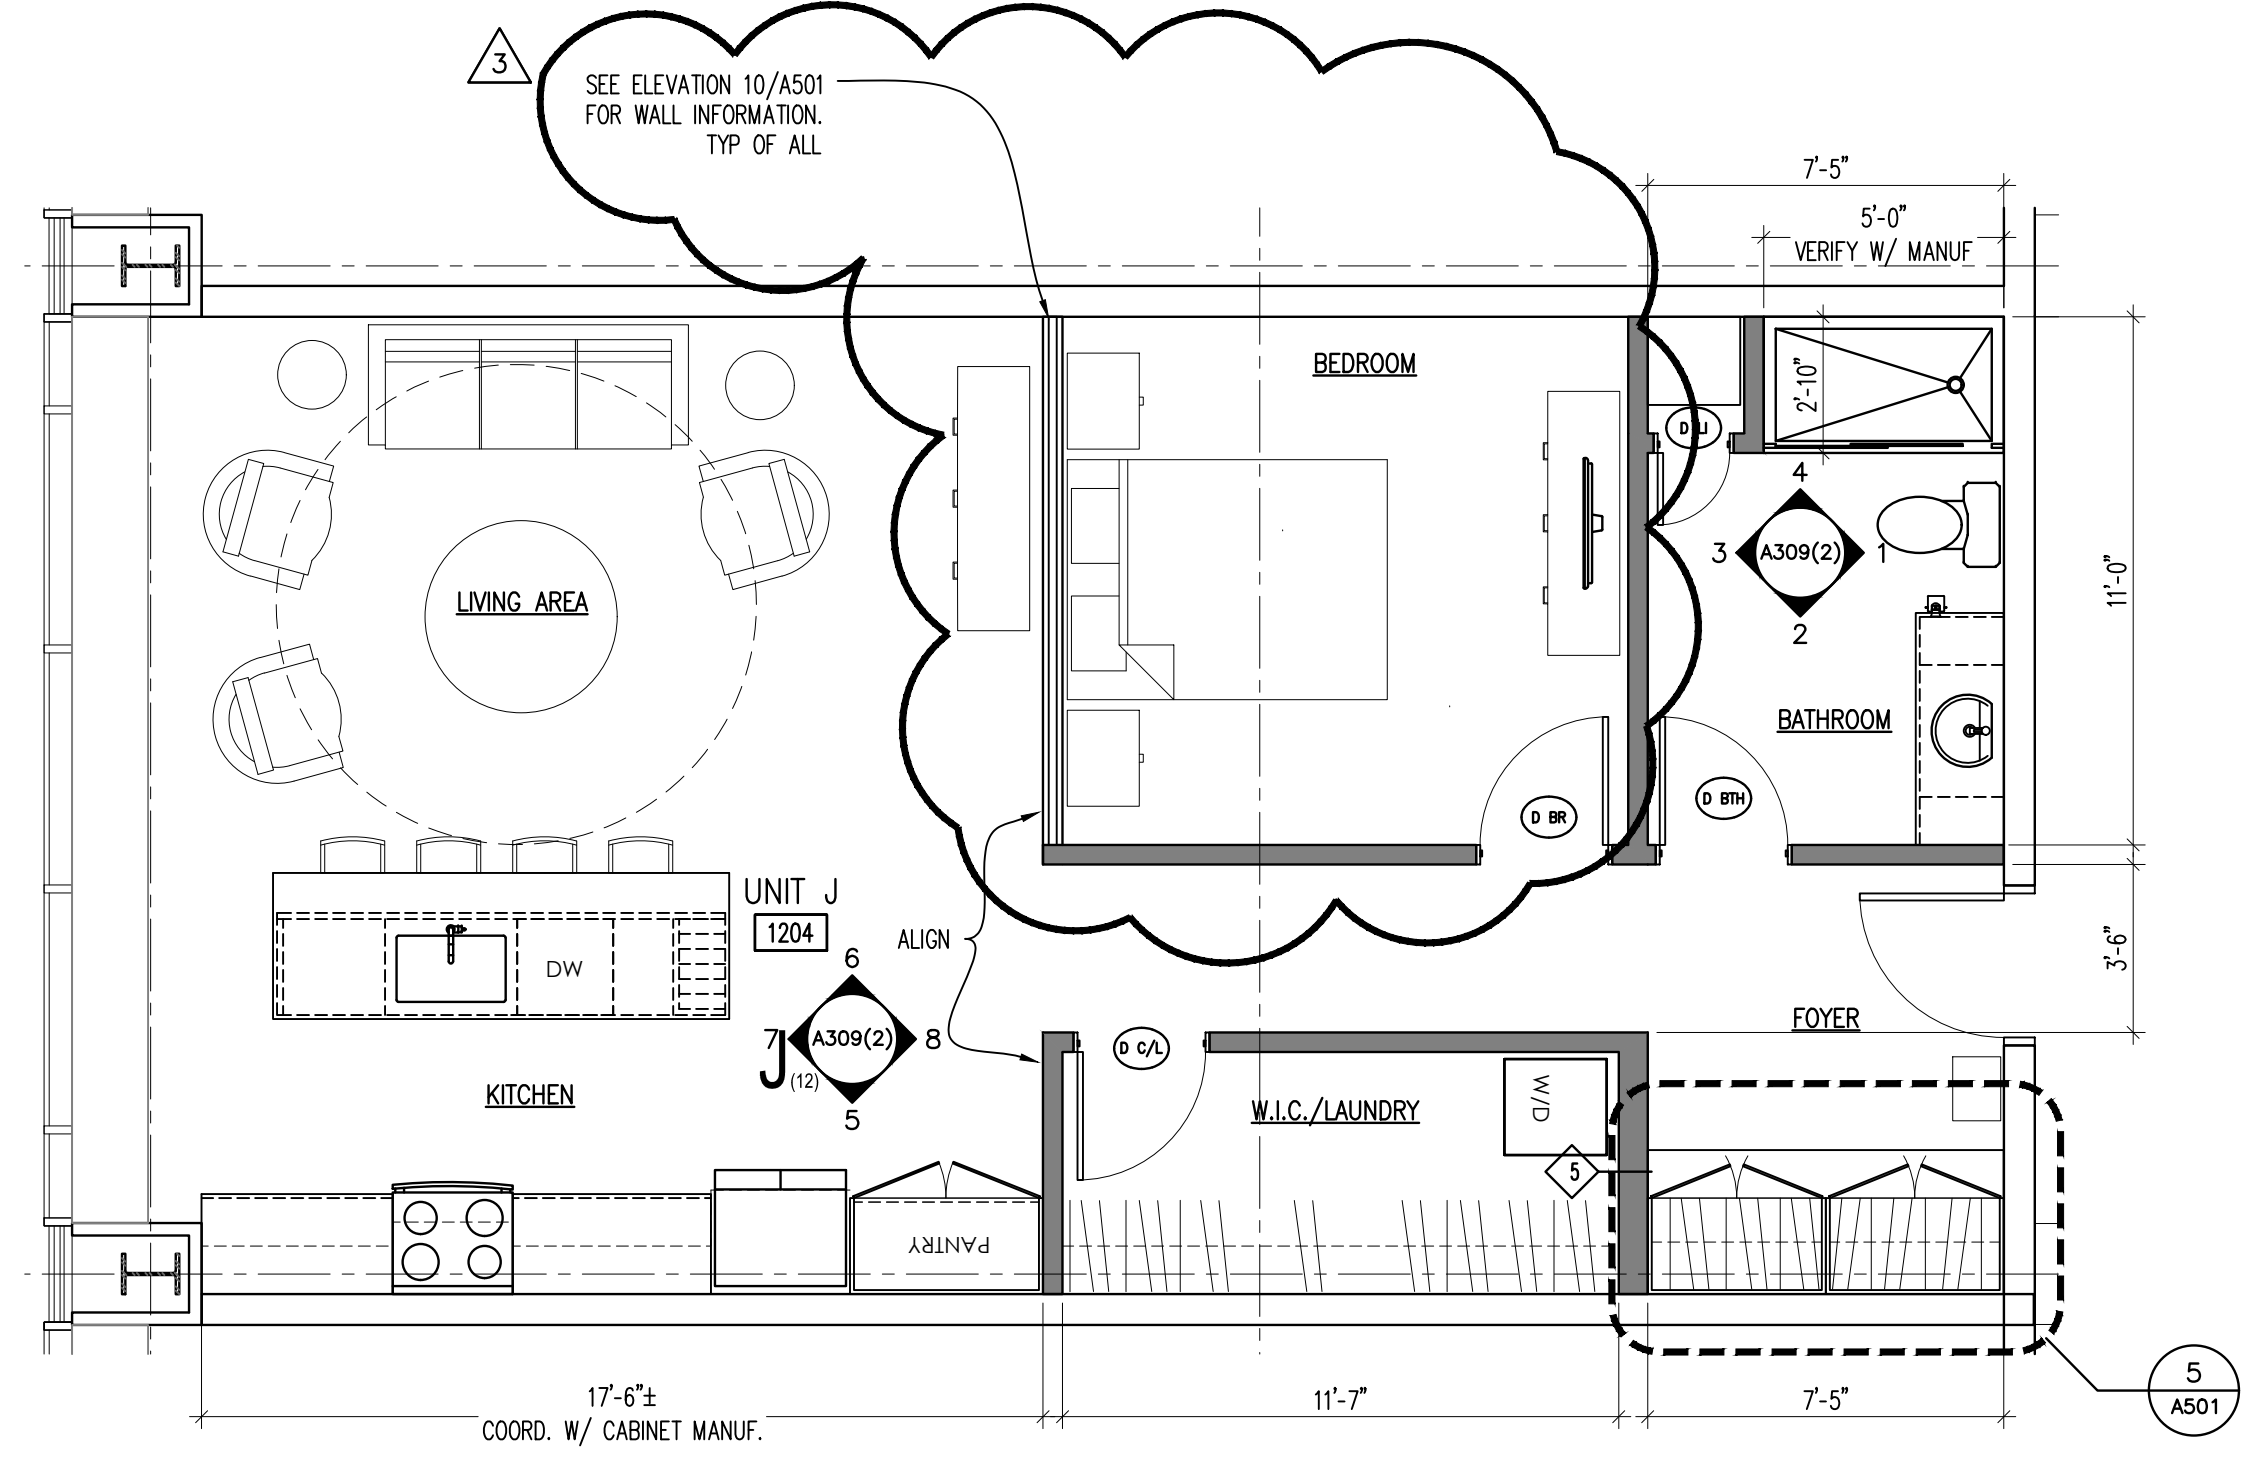 3
SEE ELEVATION 10/A501
FOR WALL INFORMATION.
TYP OF ALL
7'-5"
5'-0"
VERIFY W/ MANUF
BEDROOM
2'-10"
4
3
A309(2)
1
2
11'-0"
LIVING AREA
BATHROOM
D BR
D BTH
UNIT J
1204
ALIGN
DW
6
7
A309(2)
8
5
J
(12)
3'-6"
FOYER
D C/L
KITCHEN
W.I.C./LAUNDRY
W/D
5
PANTRY
17'-6"±
COORD. W/ CABINET MANUF.
11'-7"
7'-5"
5
A501